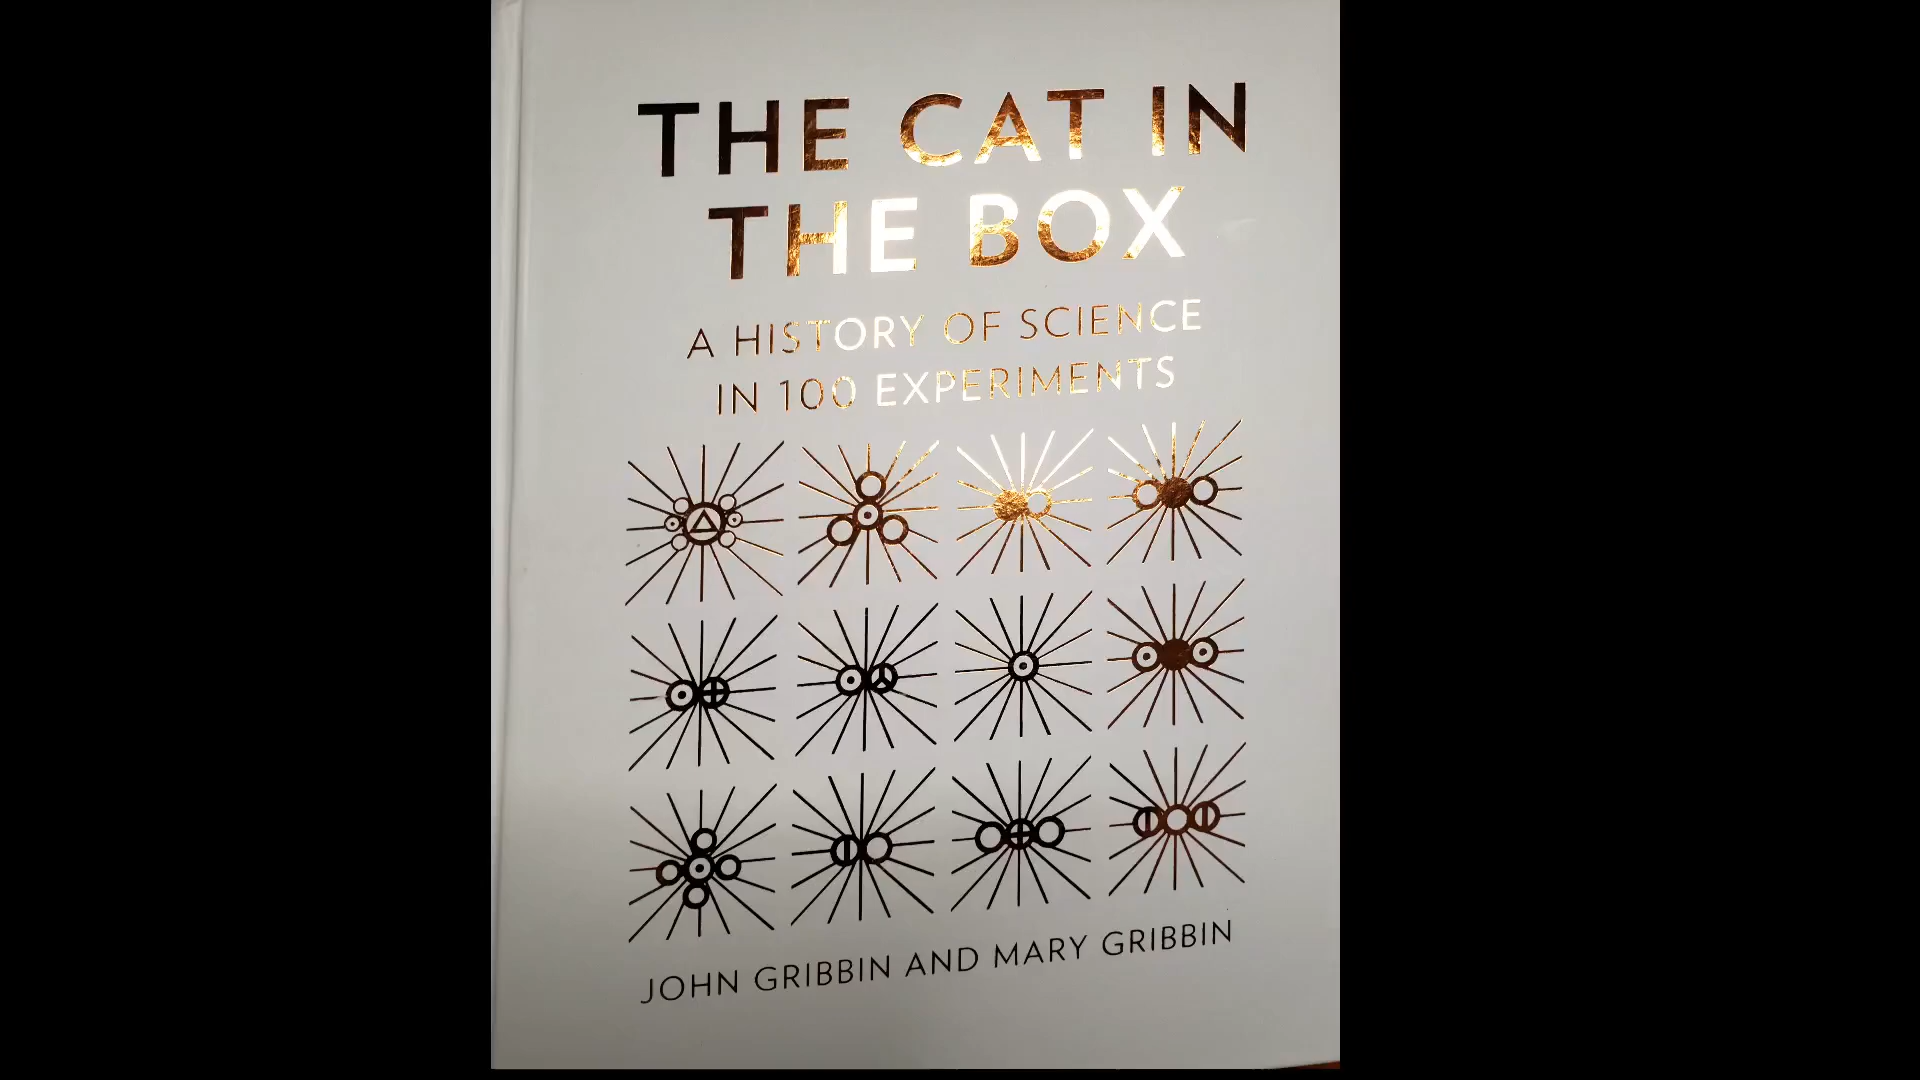 THE CAT IN
THE BOX
A HISTORY OF SCIENCE
IN 100 EXPERIMENTS
JOHN GRIBBIN AND MARY GRIBBIN